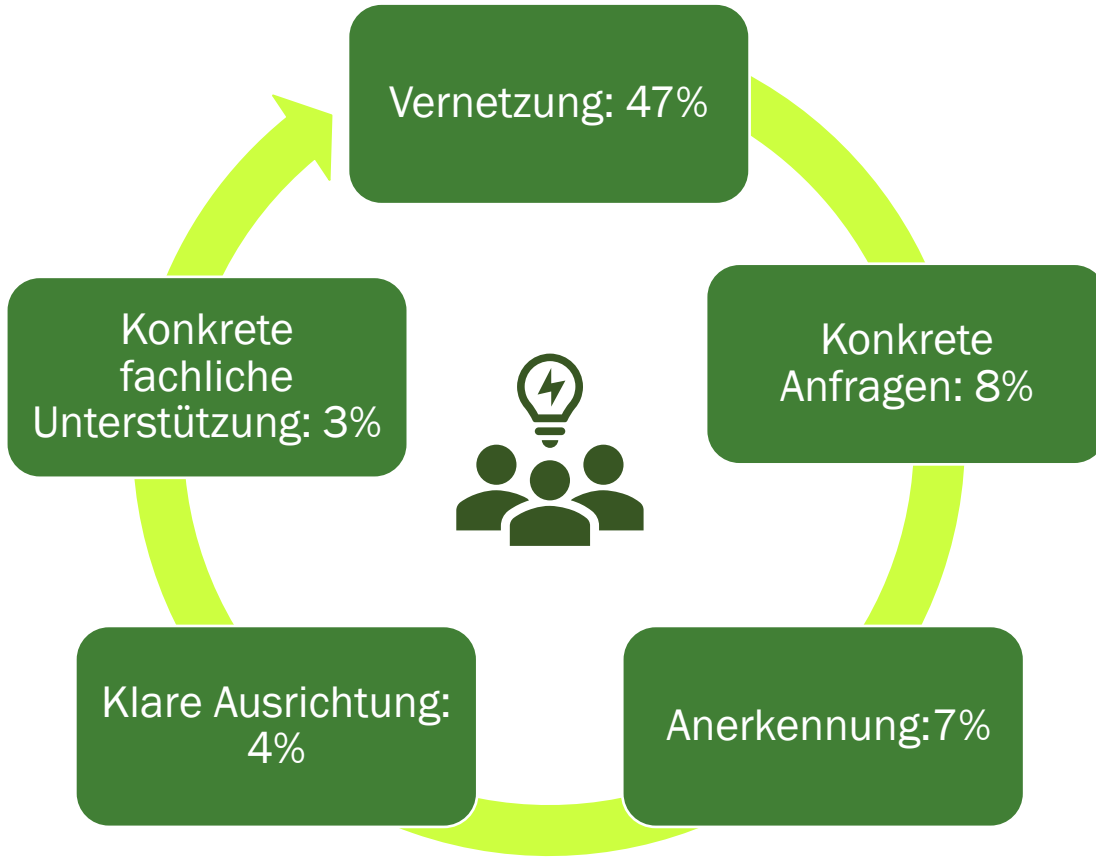 Vernetzung: 47%
Konkrete
Anfragen: 8%
Anerkennung:7%
Klare Ausrichtung:
4%
Konkrete
fachliche
Unterstützung: 3%